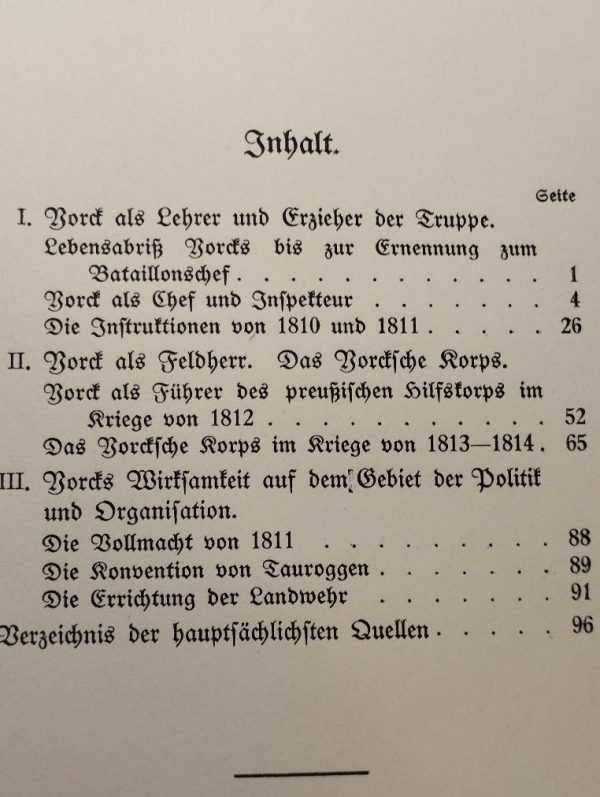 Inhalt.
Seite
I. Yorck als Lehrer und Erzieher der Truppe.
Lebensabriß Yorcks bis zur Ernennung zum
Bataillonschef . . . . . . . . . . . . 1
Yorck als Chef und Inspekteur . . . . . . . 4
Die Instruktionen von 1810 und 1811 . . . . . 26
II. Yorck als Feldherr. Das Yorcksche Korps.
Yorck als Führer des preußischen Hilfskorps im
Kriege von 1812 . . . . . . . . . . . 52
Das Yorcksche Korps im Kriege von 1813—1814 . 65
III. Yorcks Wirksamkeit auf dem Gebiet der Politik
und Organisation.
Die Vollmacht von 1811 . . . . . . . . . 88
Die Konvention von Tauroggen . . . . . . . 89
Die Errichtung der Landwehr . . . . . . . 91
Verzeichnis der hauptsächlichsten Quellen . . . . . 96